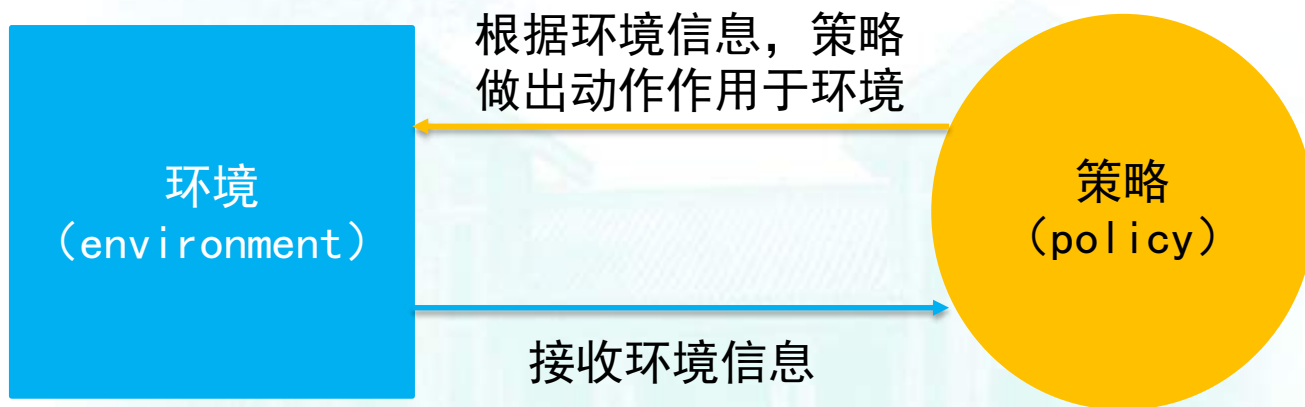 根据环境信息，策略
做出动作作用于环境
环境
（environment）
策略
（policy）
接收环境信息